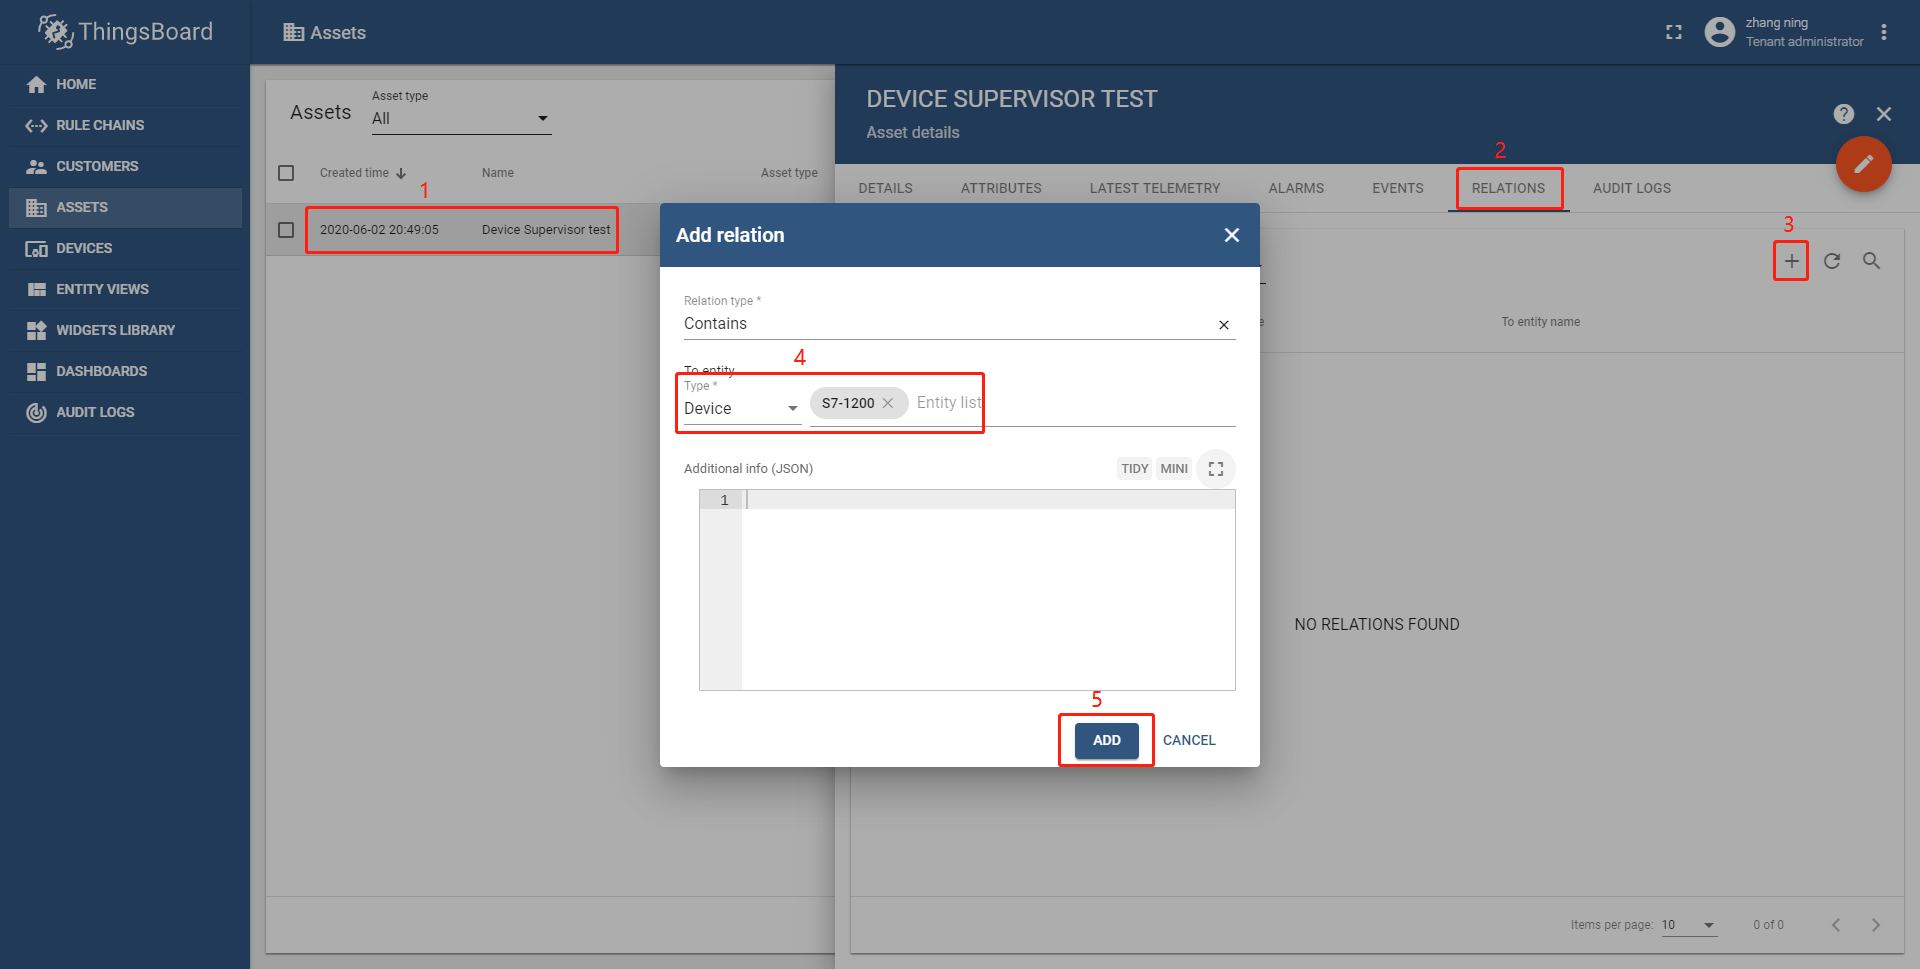 ThingsBoard
Assets
zhang ning
Tenant administrator
HOME
RULE CHAINS
CUSTOMERS
ASSETS
DEVICES
ENTITY VIEWS
WIDGETS LIBRARY
DASHBOARDS
AUDIT LOGS
Assets
Asset type
All
Created time
Name
Asset type
1
2020-06-02 20:49:05
Device Supervisor test
DEVICE SUPERVISOR TEST
Asset details
2
DETAILS
ATTRIBUTES
LATEST TELEMETRY
ALARMS
EVENTS
RELATIONS
AUDIT LOGS
3
To entity name
NO RELATIONS FOUND
Items per page:
10
0 of 0
Add relation
Relation type *
Contains
4
To entity
Type *
Device
S7-1200
Entity list
Additional info (JSON)
TIDY
MINI
1
5
ADD
CANCEL